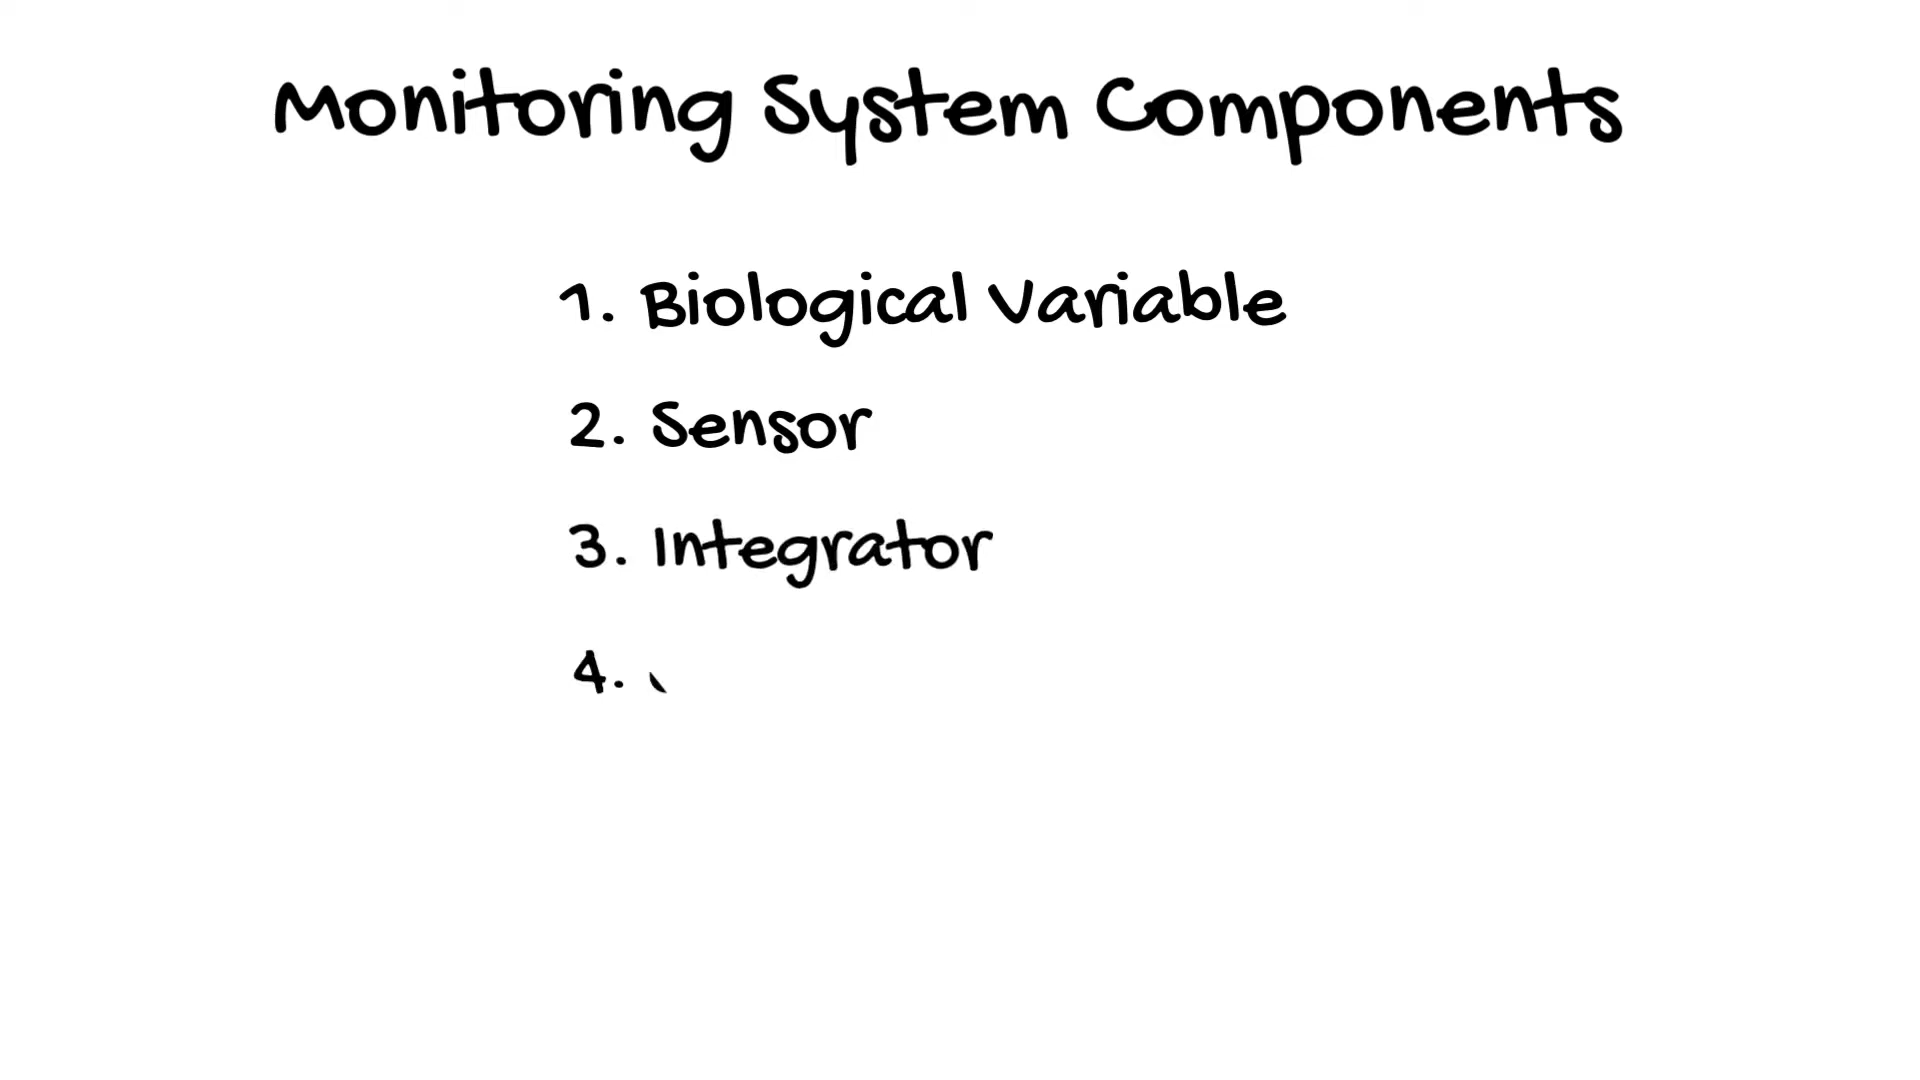 Monitoring System Components
1. Biological Variable
2. Sensor
3. Integrator
4.